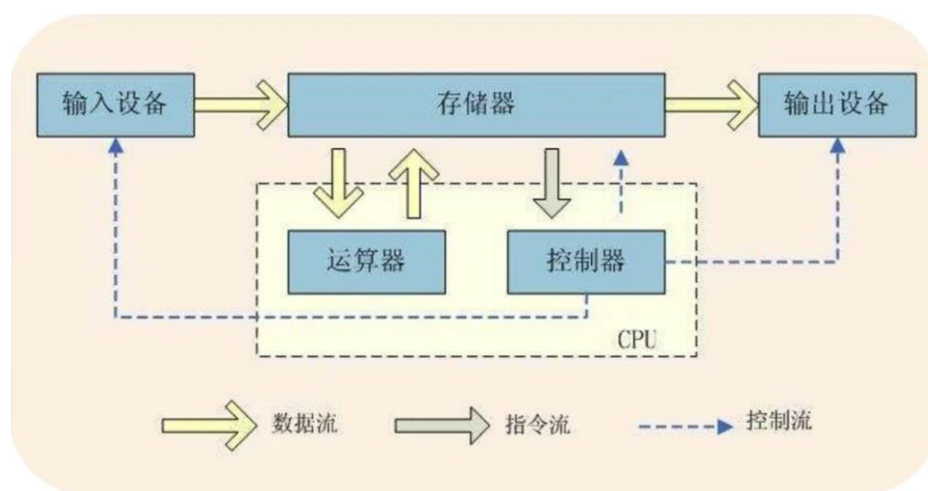 输入设备
存储器
输出设备
运算器
控制器
CPU
数据流
指令流
控制流